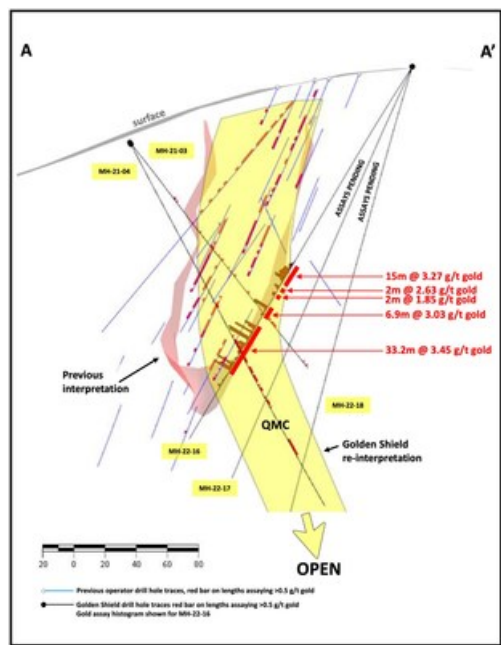 A
A'
surface
MH-21-03
MH-21-04
ASSAYS PENDING
ASSAYS PENDING
15m @ 3.27 g/t gold
2m @ 2.63 g/t gold
2m @ 1.85 g/t gold
6.9m @ 3.03 g/t gold
33.2m @ 3.45 g/t gold
Previous
interpretation
MH-22-18
QMC
MH-22-16
Golden Shield
re-interpretation
MH-22-17
OPEN
20 0 20 40 60 80
Previous operator drill hole traces, red bar on lengths assaying >0.5 g/t gold
Golden Shield drill hole traces red bar on lengths assaying >0.5 g/t gold
Gold assay histogram shown for MH-22-16